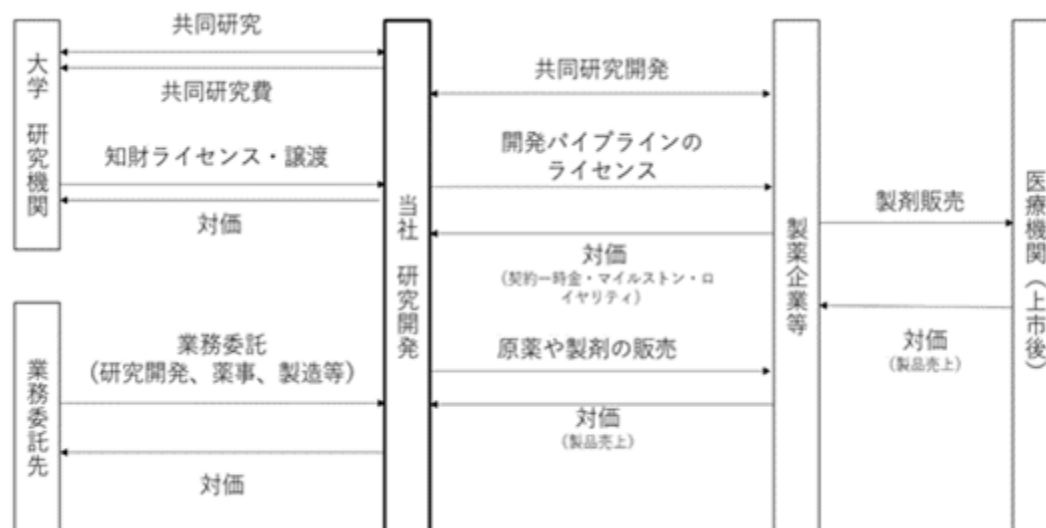 大学 研究機関
共同研究
共同研究費
知財ライセンス・譲渡
対価
業務委託先
業務委託
(研究開発、薬事、製造等)
対価
当社 研究開発
共同研究開発
開発パイプラインの
ライセンス
対価
(契約一時金・マイルストン・ロ
イヤリティ)
原薬や製剤の販売
対価
(製品売上)
製薬企業等
製剤販売
対価
(製品売上)
医療機関(上市後)